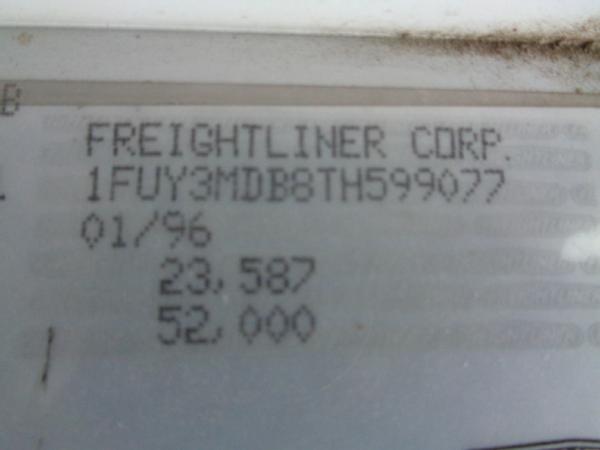 B
FREIGHTLINER CORP.
1FUY3MDB8TH599077
01/96
23,587
52,000